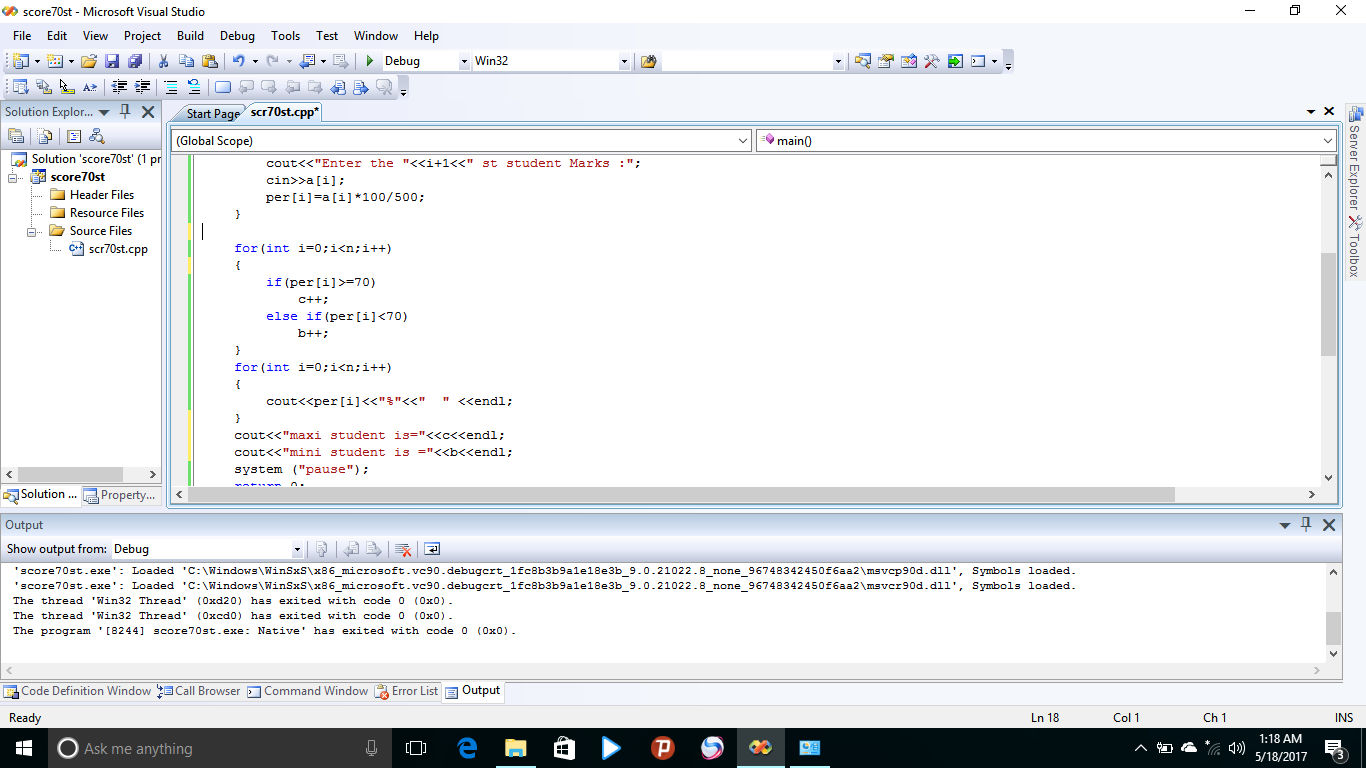 score70st - Microsoft Visual Studio
File Edit View Project Build Debug Tools Test Window Help
Debug Win32
Solution Explor...
Start Page scr70st.cpp*
(Global Scope) main()
Solution 'score70st' (1 pr
score70st
Header Files
Resource Files
Source Files
scr70st.cpp
Solution ... Property...
cout<<"Enter the "<<i+1<<" st student Marks :";
cin>>a[i];
per[i]=a[i]*100/500;
}
for(int i=0;i<n;i++)
{
if(per[i]>=70)
c++;
else if(per[i]<70)
b++;
}
for(int i=0;i<n;i++)
{
cout<<per[i]<<"%"<<"  " <<endl;
}
cout<<"maxi student is="<<c<<endl;
cout<<"mini student is ="<<b<<endl;
system ("pause");
return 0;
Server Explorer
Toolbox
Output
Show output from: Debug
'score70st.exe': Loaded 'C:\Windows\WinSxS\x86_microsoft.vc90.debugcrt_1fc8b3b9a1e18e3b_9.0.21022.8_none_96748342450f6aa2\msvcp90d.dll', Symbols loaded.
'score70st.exe': Loaded 'C:\Windows\WinSxS\x86_microsoft.vc90.debugcrt_1fc8b3b9a1e18e3b_9.0.21022.8_none_96748342450f6aa2\msvcr90d.dll', Symbols loaded.
The thread 'Win32 Thread' (0xd20) has exited with code 0 (0x0).
The thread 'Win32 Thread' (0xcd0) has exited with code 0 (0x0).
The program '[8244] score70st.exe: Native' has exited with code 0 (0x0).
Code Definition Window Call Browser Command Window Error List Output
Ready Ln 18 Col 1 Ch 1 INS
Ask me anything
1:18 AM
5/18/2017
3